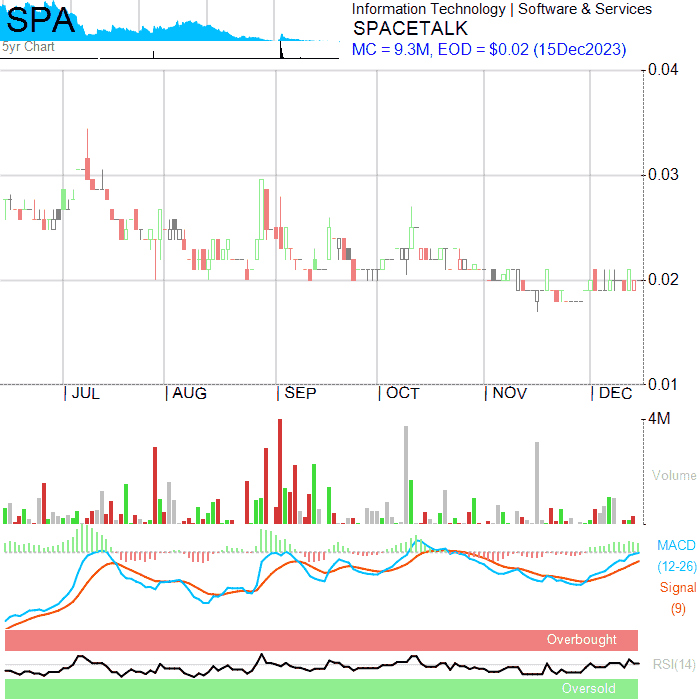 SPA
5yr Chart
Information Technology | Software & Services
SPACETALK
MC = 9.3M, EOD = $0.02 (15Dec2023)
0.04
0.03
0.02
0.01
| JUL | AUG | SEP | OCT | NOV | DEC
4M
Volume
MACD
(12-26)
Signal
(9)
Overbought
RSI(14)
Oversold